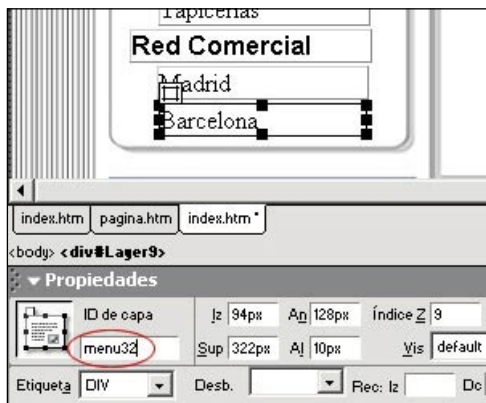 Tapicerías
Red Comercial
Madrid
Barcelona
index.htm pagina.htm index.htm*
<body> <div#Layer9>
Propiedades
ID de capa Iz 94px An 128px Índice Z 9
menu32 Sup 322px Al 10px Vis default
Etiqueta DIV Desb. Rec: Iz Dc